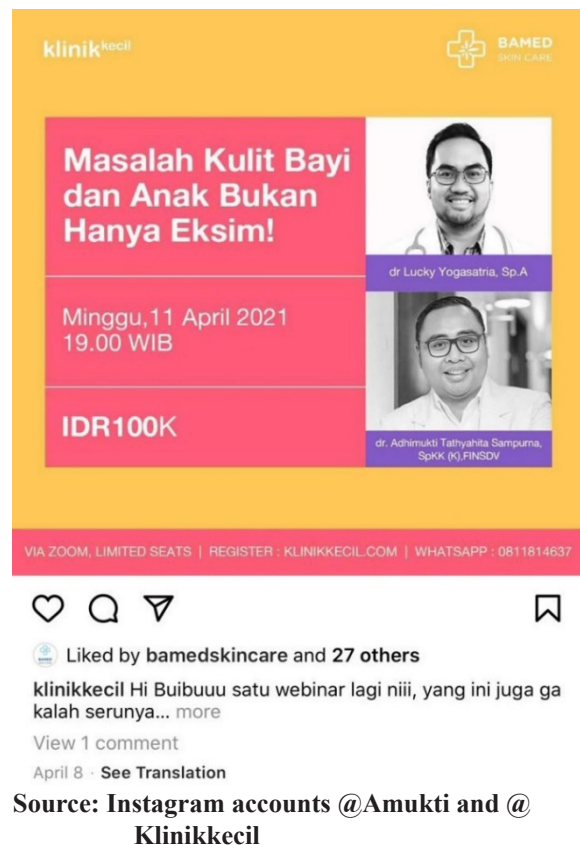 klinikkecil
BAMED
SKIN CARE
Masalah Kulit Bayi
dan Anak Bukan
Hanya Eksim!
dr Lucky Yogasatria, Sp.A
Minggu,11 April 2021
19.00 WIB
IDR100K
dr. Adhimukti Tathyahita Sampurna,
SpKK (K),FINSDV
VIA ZOOM, LIMITED SEATS | REGISTER : KLINIKKECIL.COM | WHATSAPP : 0811814637
Liked by bamedskincare and 27 others
klinikkecil Hi Buibuuu satu webinar lagi niii, yang ini juga ga
kalah serunya... more
View 1 comment
April 8 · See Translation
Source: Instagram accounts @Amukti and @
Klinikkecil